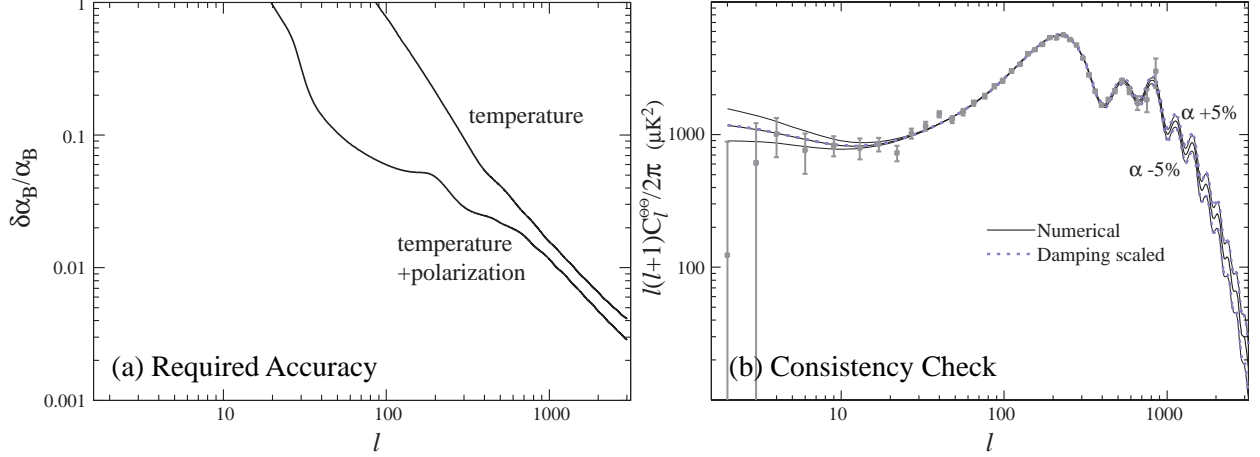 1
0.1
0.01
0.001
δα_B/α_B
temperature
temperature
+polarization
(a) Required Accuracy
10
100
1000
l
l(l+1)C_l^ΘΘ/2π (μK²)
1000
100
α +5%
α -5%
Numerical
Damping scaled
(b) Consistency Check
10
100
1000
l